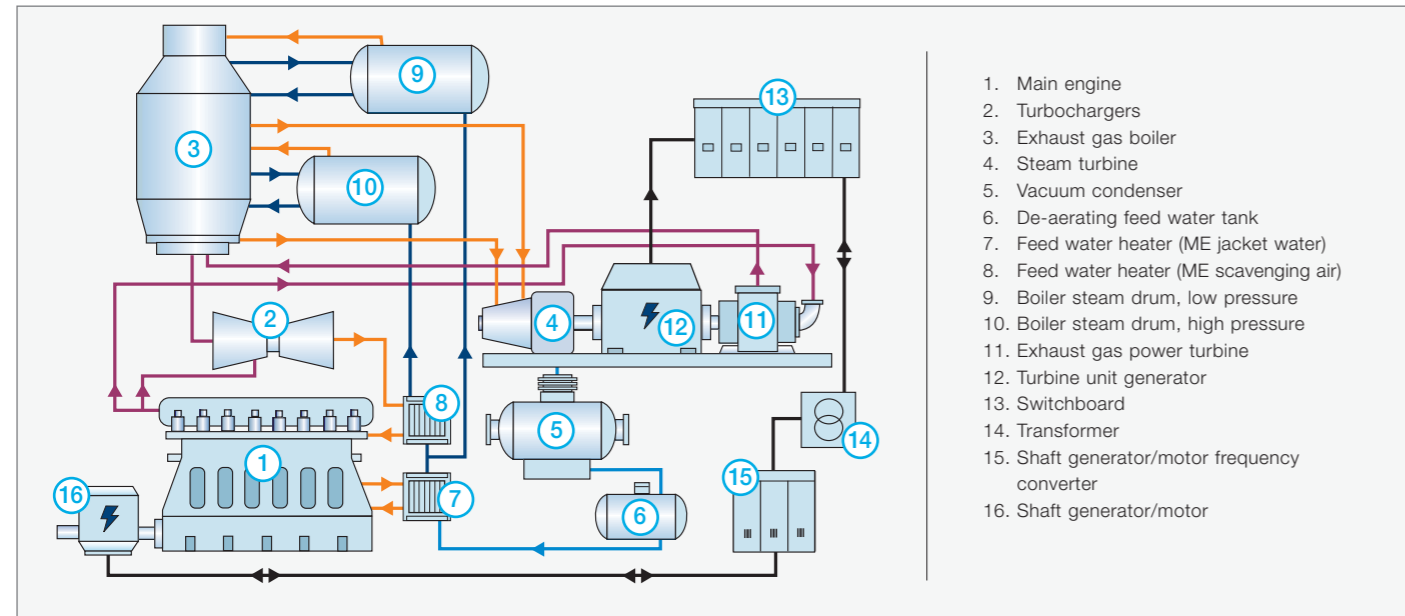 9
13
3
10
2
4
12
11
8
5
14
1
15
16
7
6
1. Main engine
2. Turbochargers
3. Exhaust gas boiler
4. Steam turbine
5. Vacuum condenser
6. De-aerating feed water tank
7. Feed water heater (ME jacket water)
8. Feed water heater (ME scavenging air)
9. Boiler steam drum, low pressure
10. Boiler steam drum, high pressure
11. Exhaust gas power turbine
12. Turbine unit generator
13. Switchboard
14. Transformer
15. Shaft generator/motor frequency
converter
16. Shaft generator/motor